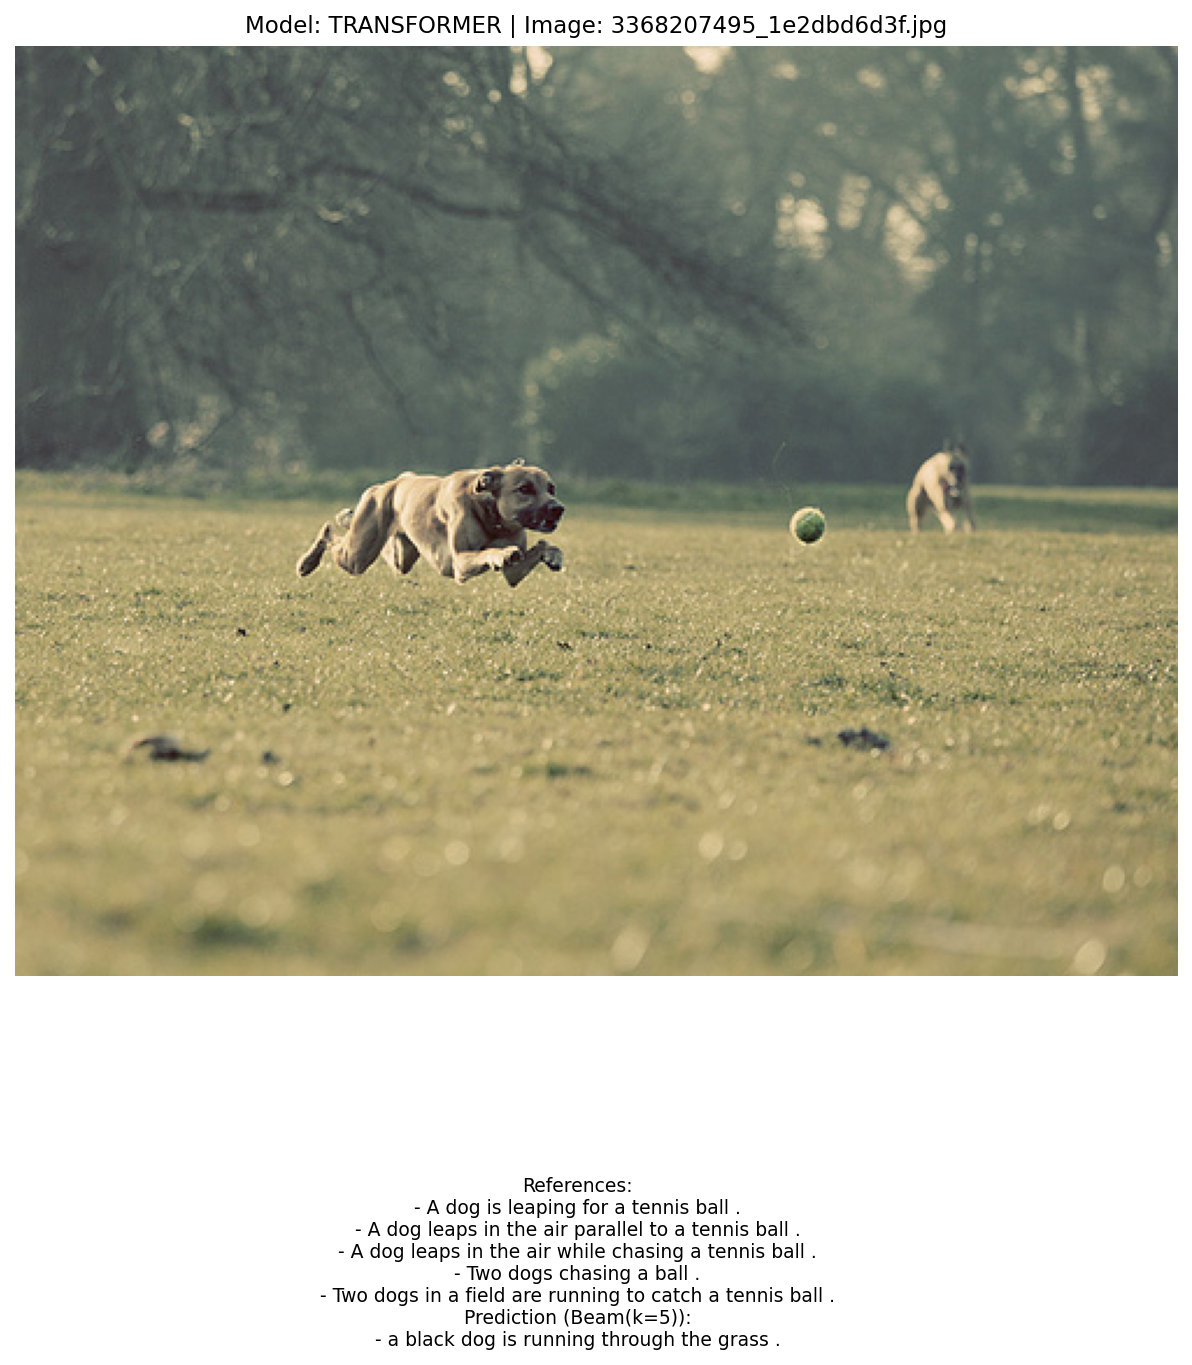 Model: TRANSFORMER | Image: 3368207495_1e2dbd6d3f.jpg
References:
- A dog is leaping for a tennis ball .
- A dog leaps in the air parallel to a tennis ball .
- A dog leaps in the air while chasing a tennis ball .
- Two dogs chasing a ball .
- Two dogs in a field are running to catch a tennis ball .
Prediction (Beam(k=5)):
- a black dog is running through the grass .